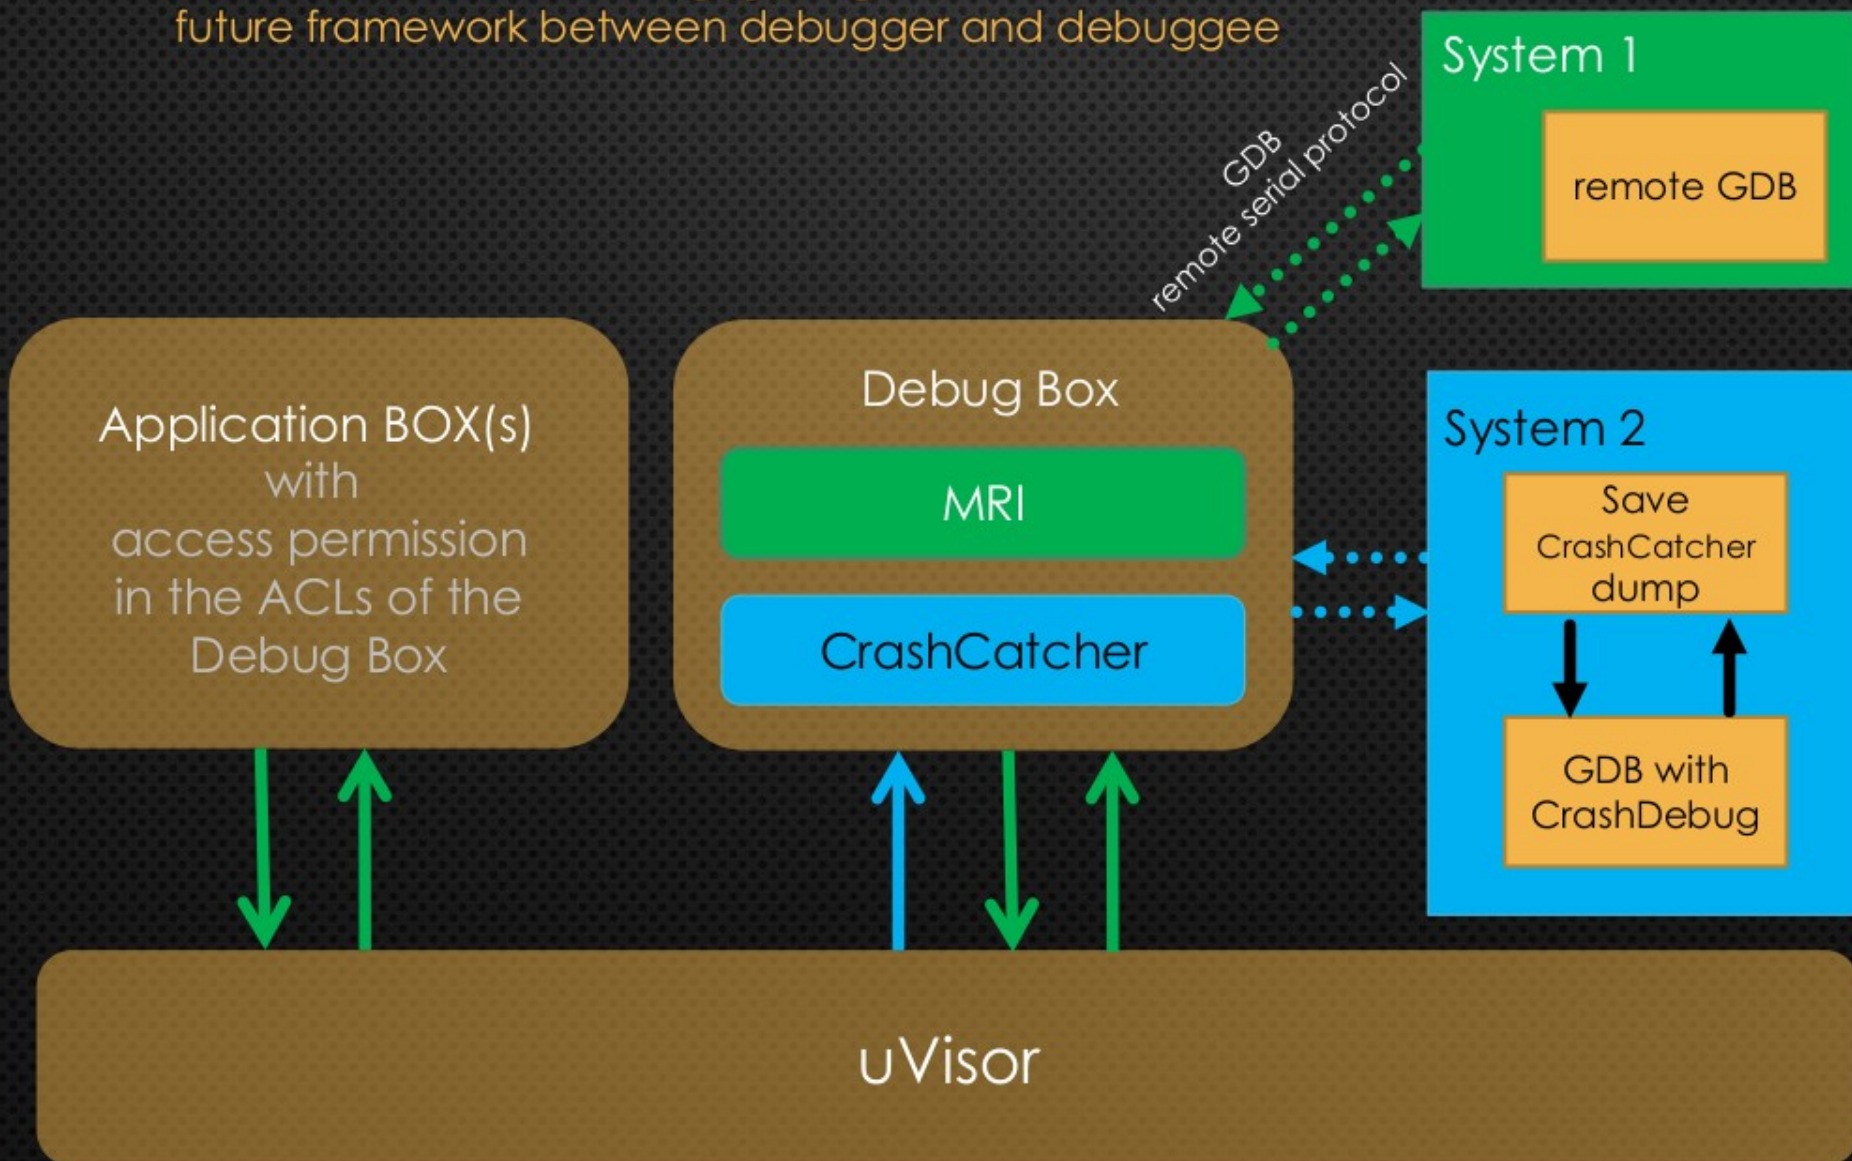 future framework between debugger and debuggee
System 1
remote GDB
GDB
remote serial protocol
Application BOX(s)
with
access permission
in the ACLs of the
Debug Box
Debug Box
MRI
CrashCatcher
System 2
Save
CrashCatcher
dump
GDB with
CrashDebug
uVisor